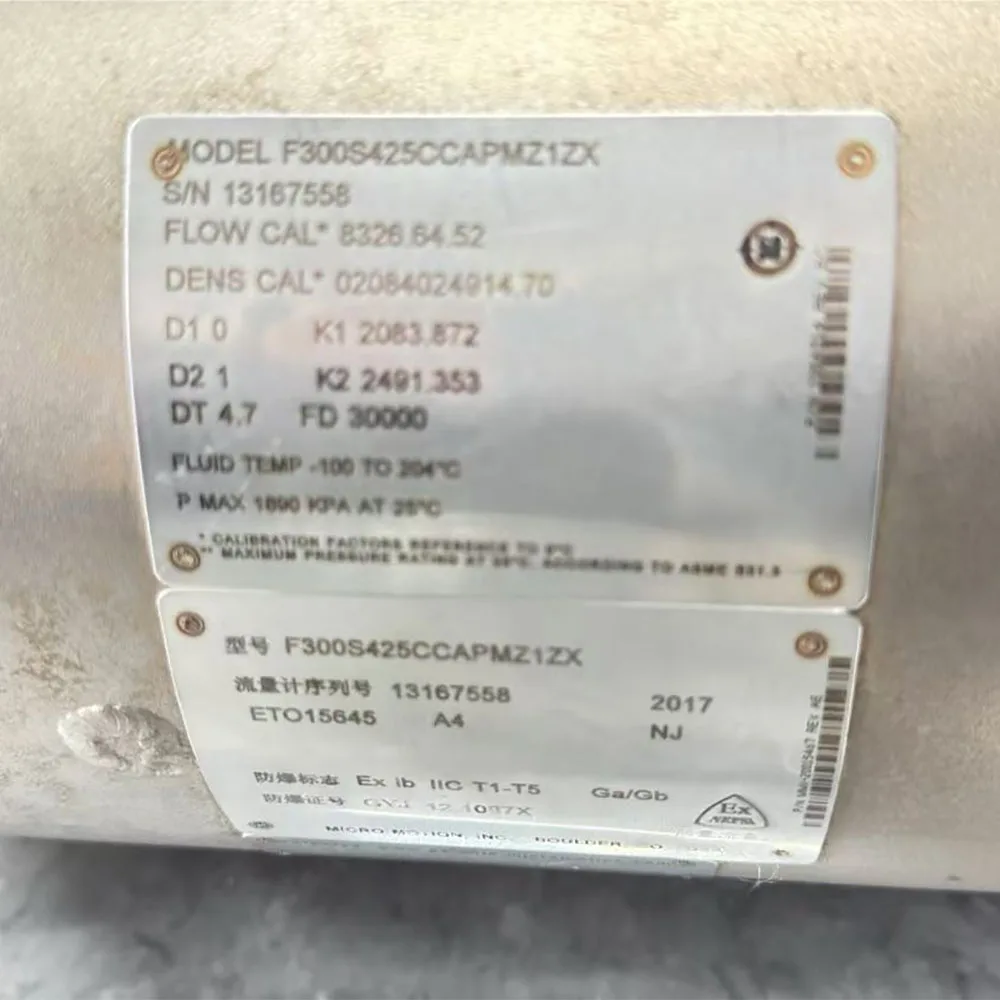 MODEL F300S425CCAPMZ1ZX
S/N 13167558
FLOW CAL* 8326.64.52
DENS CAL* 02084024914.70
D1 0 K1 2083.872
D2 1 K2 2491.353
DT 4.7 FD 30000
FLUID TEMP -100 TO 204°C
P MAX 1890 KPA AT 25°C
* CALIBRATION FACTORS REFERENCE TO 0°C
** MAXIMUM PRESSURE RATING AT 25°C, ACCORDING TO ASME B31.3
型号 F300S425CCAPMZ1ZX
流量计序列号 13167558 2017
ETO15645 A4 NJ
防爆标志 Ex ib IIC T1-T5 Ga/Gb
防爆证号 12.1087X
Ex
NEPSI
MICRO MOTION, INC. BOULDER